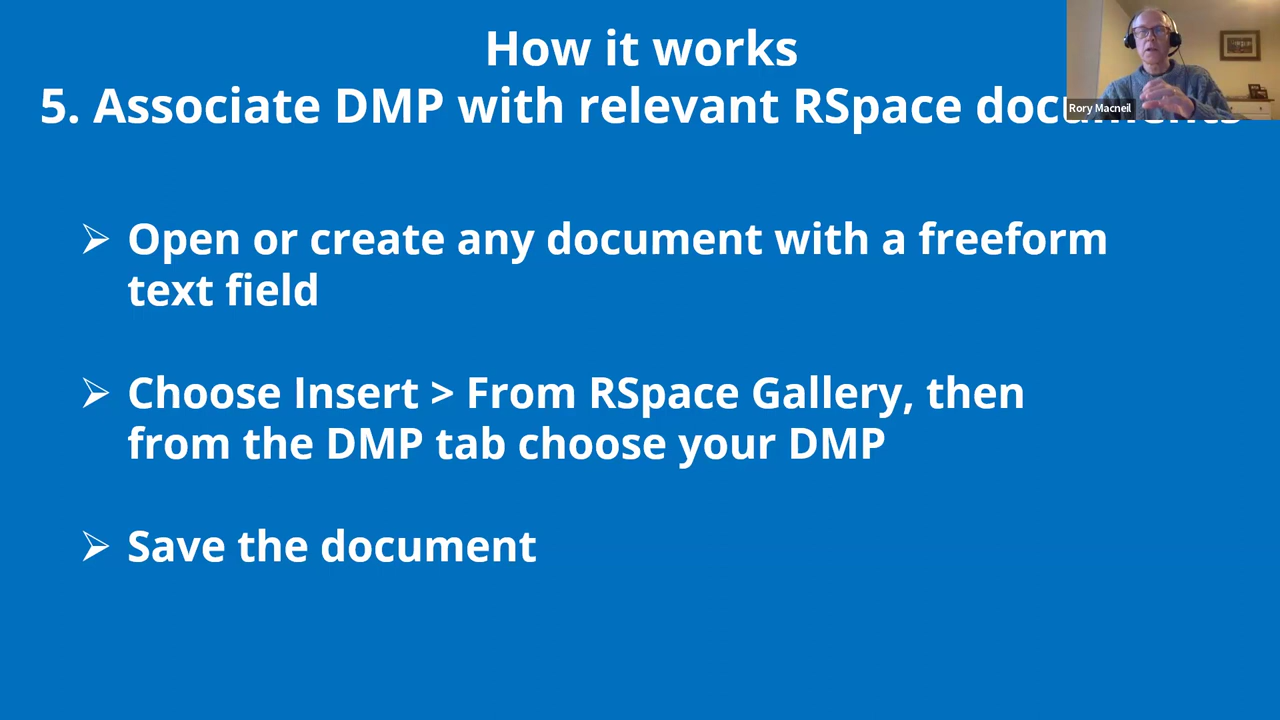 How it works
5. Associate DMP with relevant RSpace documents
Rory Macneil
➢ Open or create any document with a freeform
text field
➢ Choose Insert > From RSpace Gallery, then
from the DMP tab choose your DMP
➢ Save the document